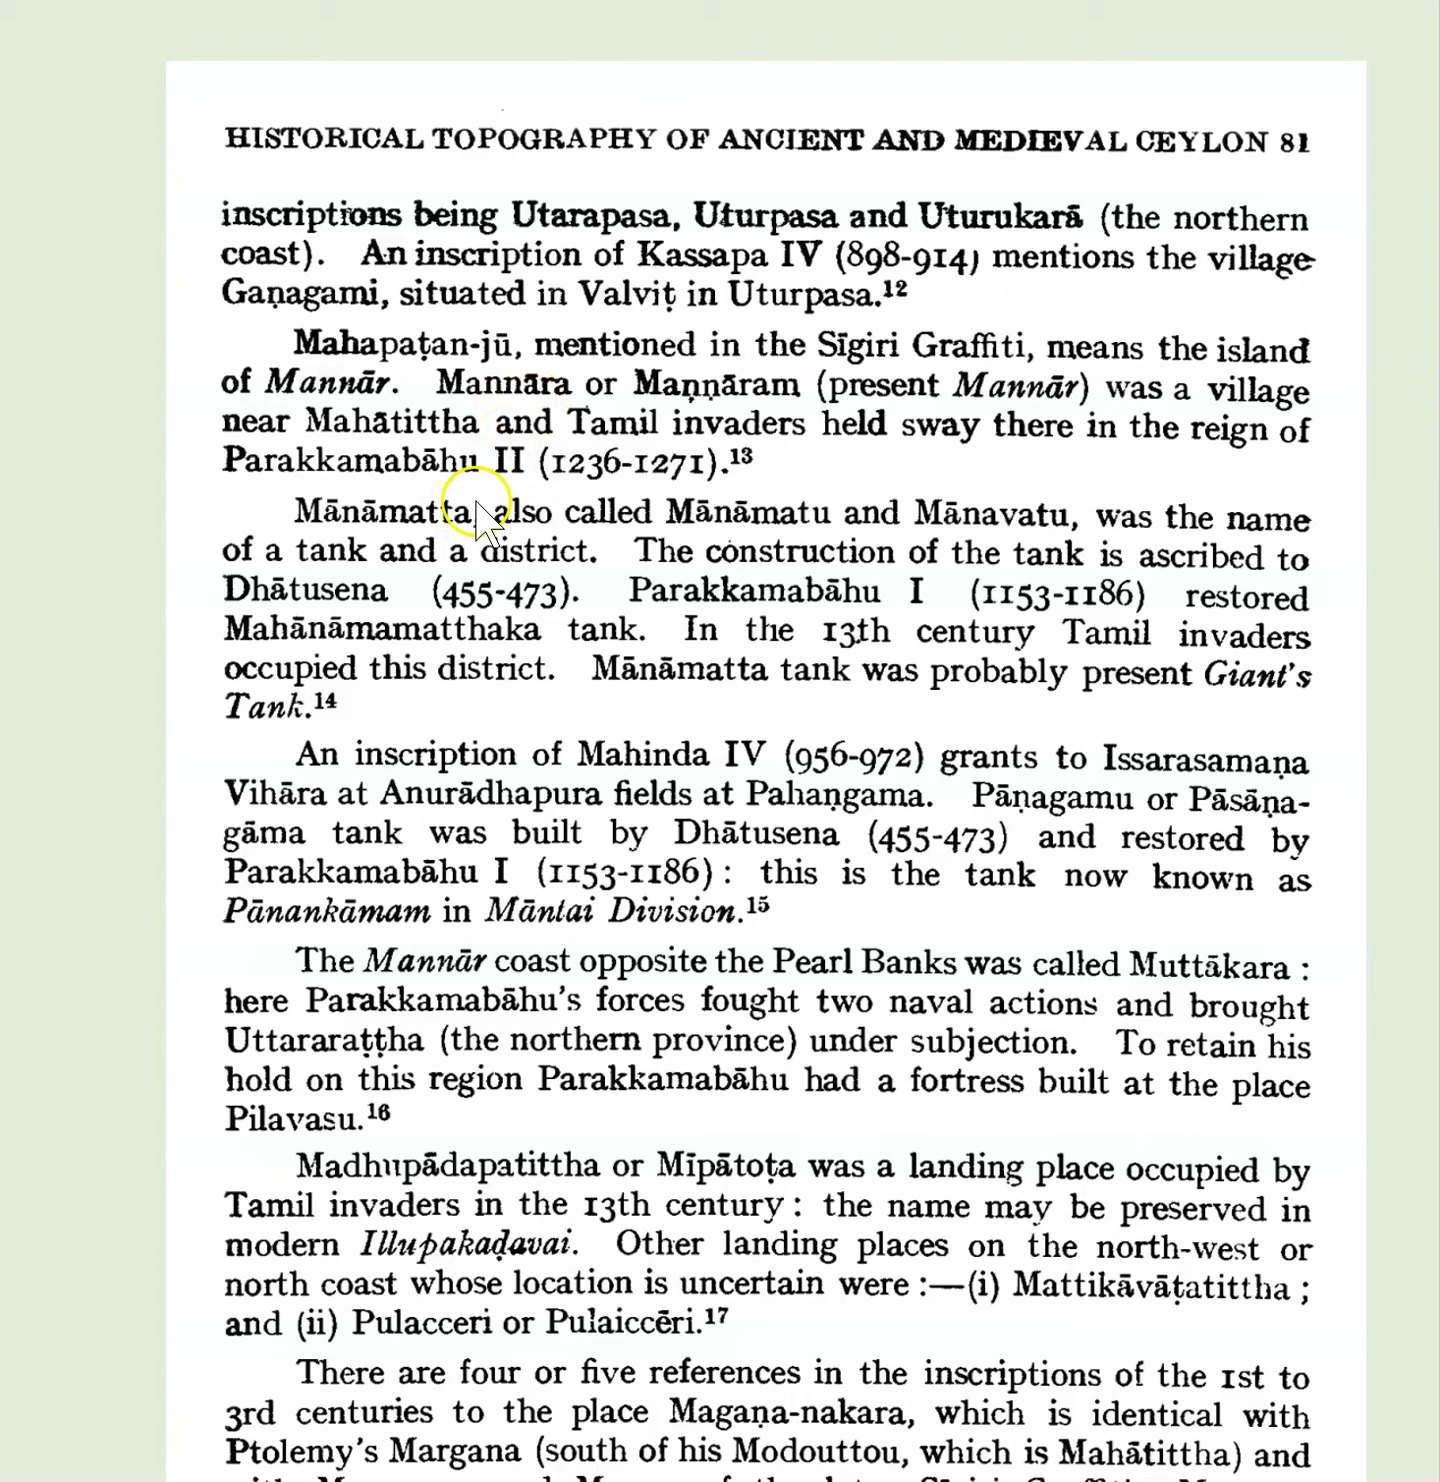 HISTORICAL TOPOGRAPHY OF ANCIENT AND MEDIEVAL CEYLON 81
inscriptions being Utarapasa, Uturpasa and Uturukarā (the northern
coast). An inscription of Kassapa IV (898-914) mentions the village
Gaṇagami, situated in Valviṭ in Uturpasa.¹²
Mahapaṭan-jū, mentioned in the Sīgiri Graffiti, means the island
of Mannār. Mannāra or Maṇṇāram (present Mannār) was a village
near Mahātittha and Tamil invaders held sway there in the reign of
Parakkamabāhu II (1236-1271).¹³
Mānāmatta, also called Mānāmatu and Mānavatu, was the name
of a tank and a district. The construction of the tank is ascribed to
Dhātusena (455-473). Parakkamabāhu I (1153-1186) restored
Mahānāmamatthaka tank. In the 13th century Tamil invaders
occupied this district. Mānāmatta tank was probably present Giant's
Tank.¹⁴
An inscription of Mahinda IV (956-972) grants to Issarasamaṇa
Vihāra at Anurādhapura fields at Pahaṇgama. Pāṇagamu or Pāsāṇa-
gāma tank was built by Dhātusena (455-473) and restored by
Parakkamabāhu I (1153-1186) : this is the tank now known as
Pānankāmam in Māntai Division.¹⁵
The Mannār coast opposite the Pearl Banks was called Muttākara :
here Parakkamabāhu's forces fought two naval actions and brought
Uttararaṭṭha (the northern province) under subjection. To retain his
hold on this region Parakkamabāhu had a fortress built at the place
Pilavasu.¹⁶
Madhupādapatittha or Mīpātoṭa was a landing place occupied by
Tamil invaders in the 13th century : the name may be preserved in
modern Illupakaḍavai. Other landing places on the north-west or
north coast whose location is uncertain were :—(i) Mattikāvāṭatittha ;
and (ii) Pulacceri or Pulaiccēri.¹⁷
There are four or five references in the inscriptions of the 1st to
3rd centuries to the place Magaṇa-nakara, which is identical with
Ptolemy's Margana (south of his Modouttou, which is Mahātittha) and